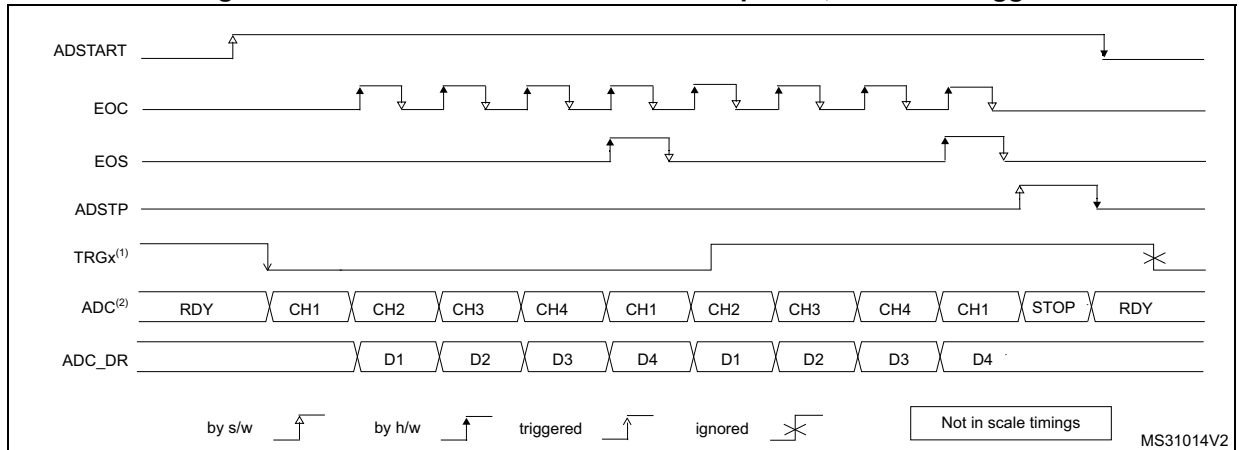 ADSTART
EOC
EOS
ADSTP
TRGx(1)
ADC(2) RDY CH1 CH2 CH3 CH4 CH1 CH2 CH3 CH4 CH1 STOP RDY
ADC_DR D1 D2 D3 D4 D1 D2 D3 D4
by s/w by h/w triggered ignored Not in scale timings
MS31014V2